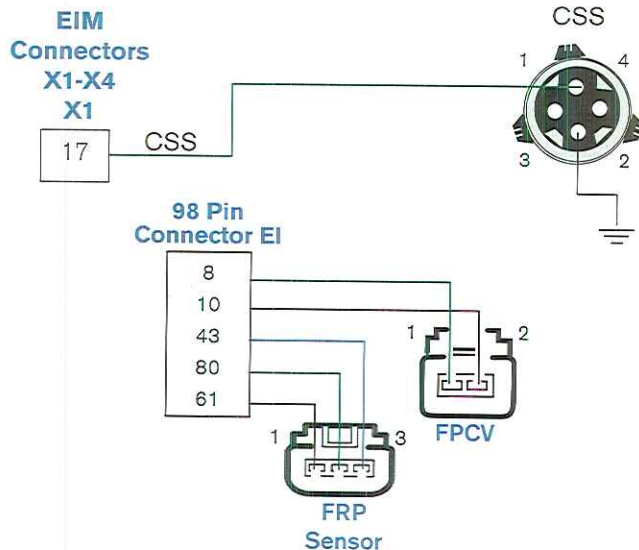 EIM
Connectors
X1-X4
X1
17
CSS
CSS
1
4
3
2
98 Pin
Connector EI
8
10
43
80
61
1
2
FPCV
1
3
FRP
Sensor